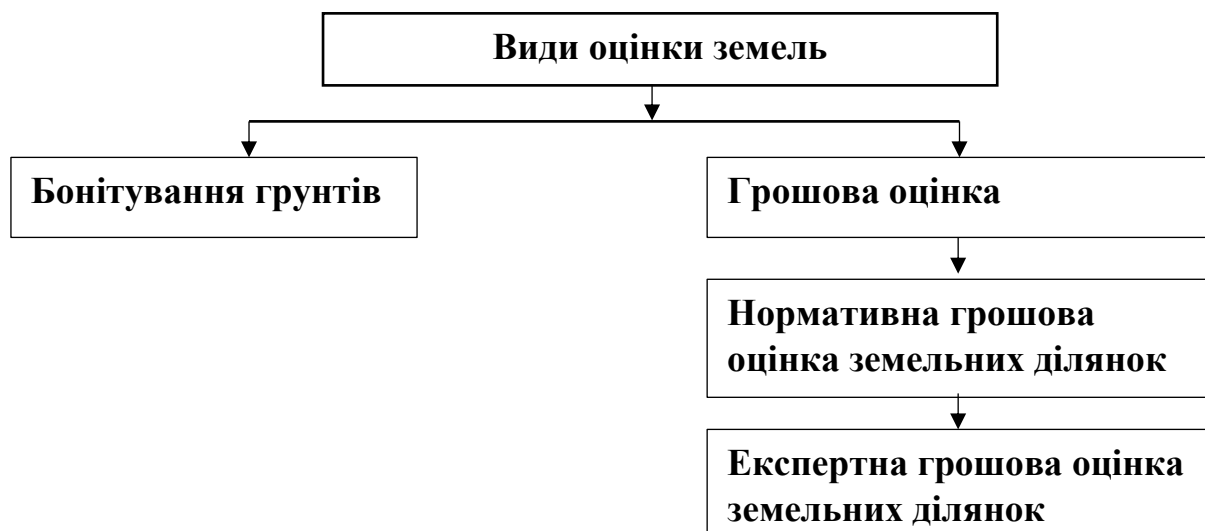 Види оцінки земель
Бонітування грунтів
Грошова оцінка
Нормативна грошова
оцінка земельних ділянок
Експертна грошова оцінка
земельних ділянок